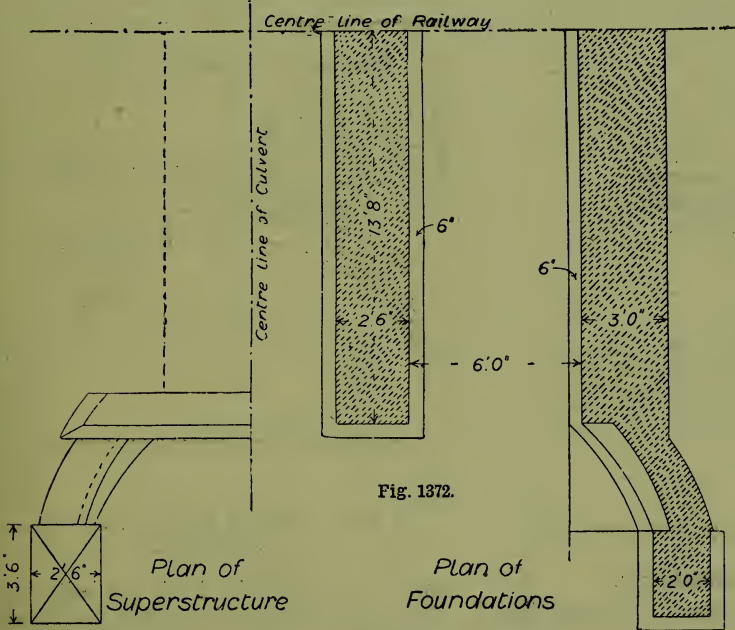 Centre line of Railway
Centre line of Culvert
13'8"
6"
6"
2'6"
3'0"
6'0"
Fig. 1372.
3'6"
2'6"
Plan of
Superstructure
Plan of
Foundations
2'0"